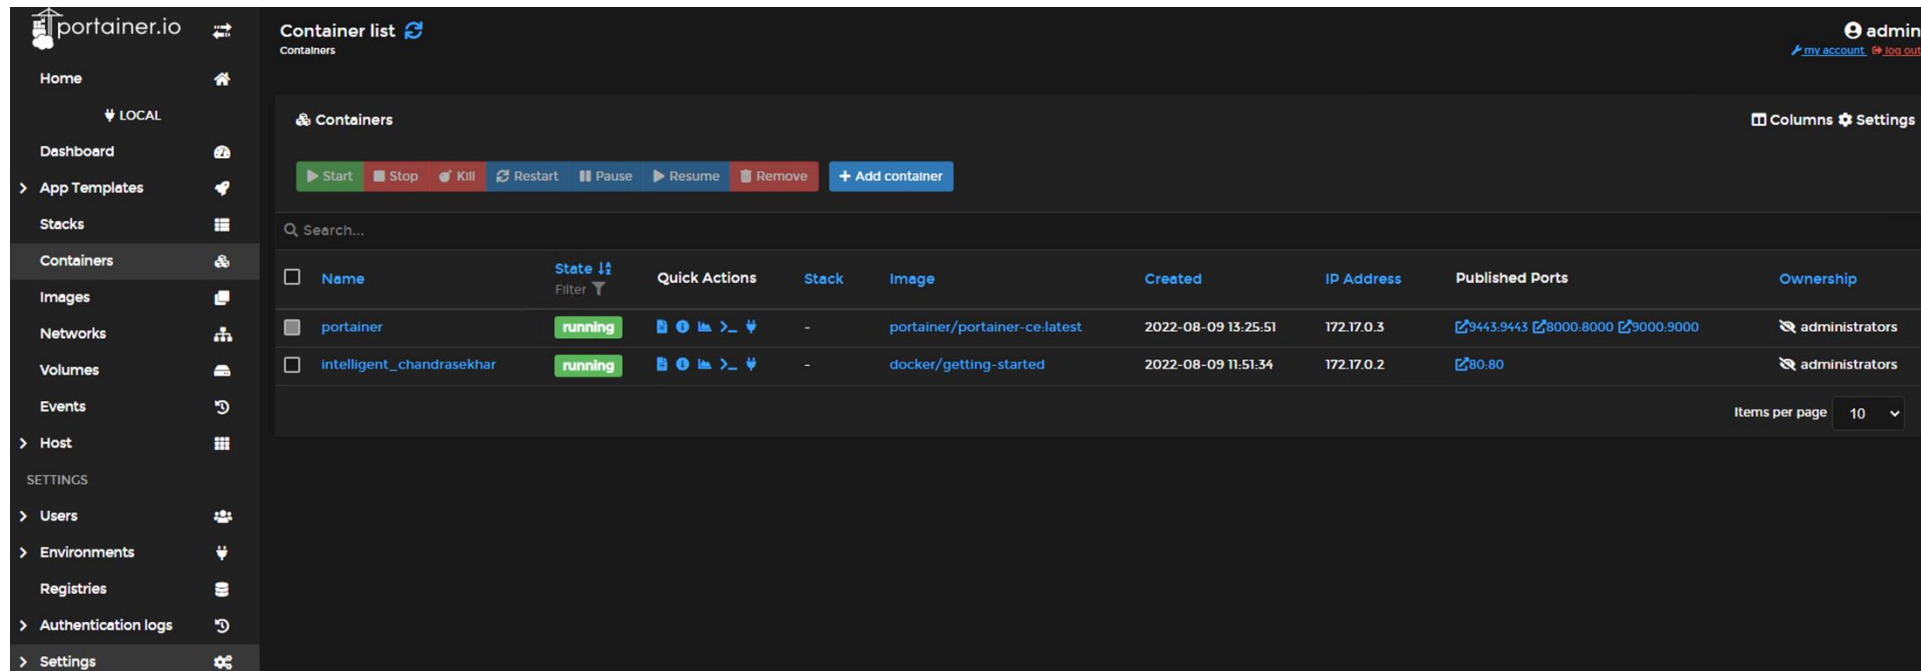 portainer.io
Home
LOCAL
Dashboard
App Templates
Stacks
Containers
Images
Networks
Volumes
Events
Host
SETTINGS
Users
Environments
Registries
Authentication logs
Settings
Container list
Containers
admin
my account log out
Containers
Columns Settings
Start Stop Kill Restart Pause Resume Remove Add container
Search...
Name State Quick Actions Stack Image Created IP Address Published Ports Ownership
Filter
portainer running - portainer/portainer-ce:latest 2022-08-09 13:25:51 172.17.0.3 9443:9443 8000:8000 9000:9000 administrators
intelligent_chandrasekhar running - docker/getting-started 2022-08-09 11:51:34 172.17.0.2 80:80 administrators
Items per page 10